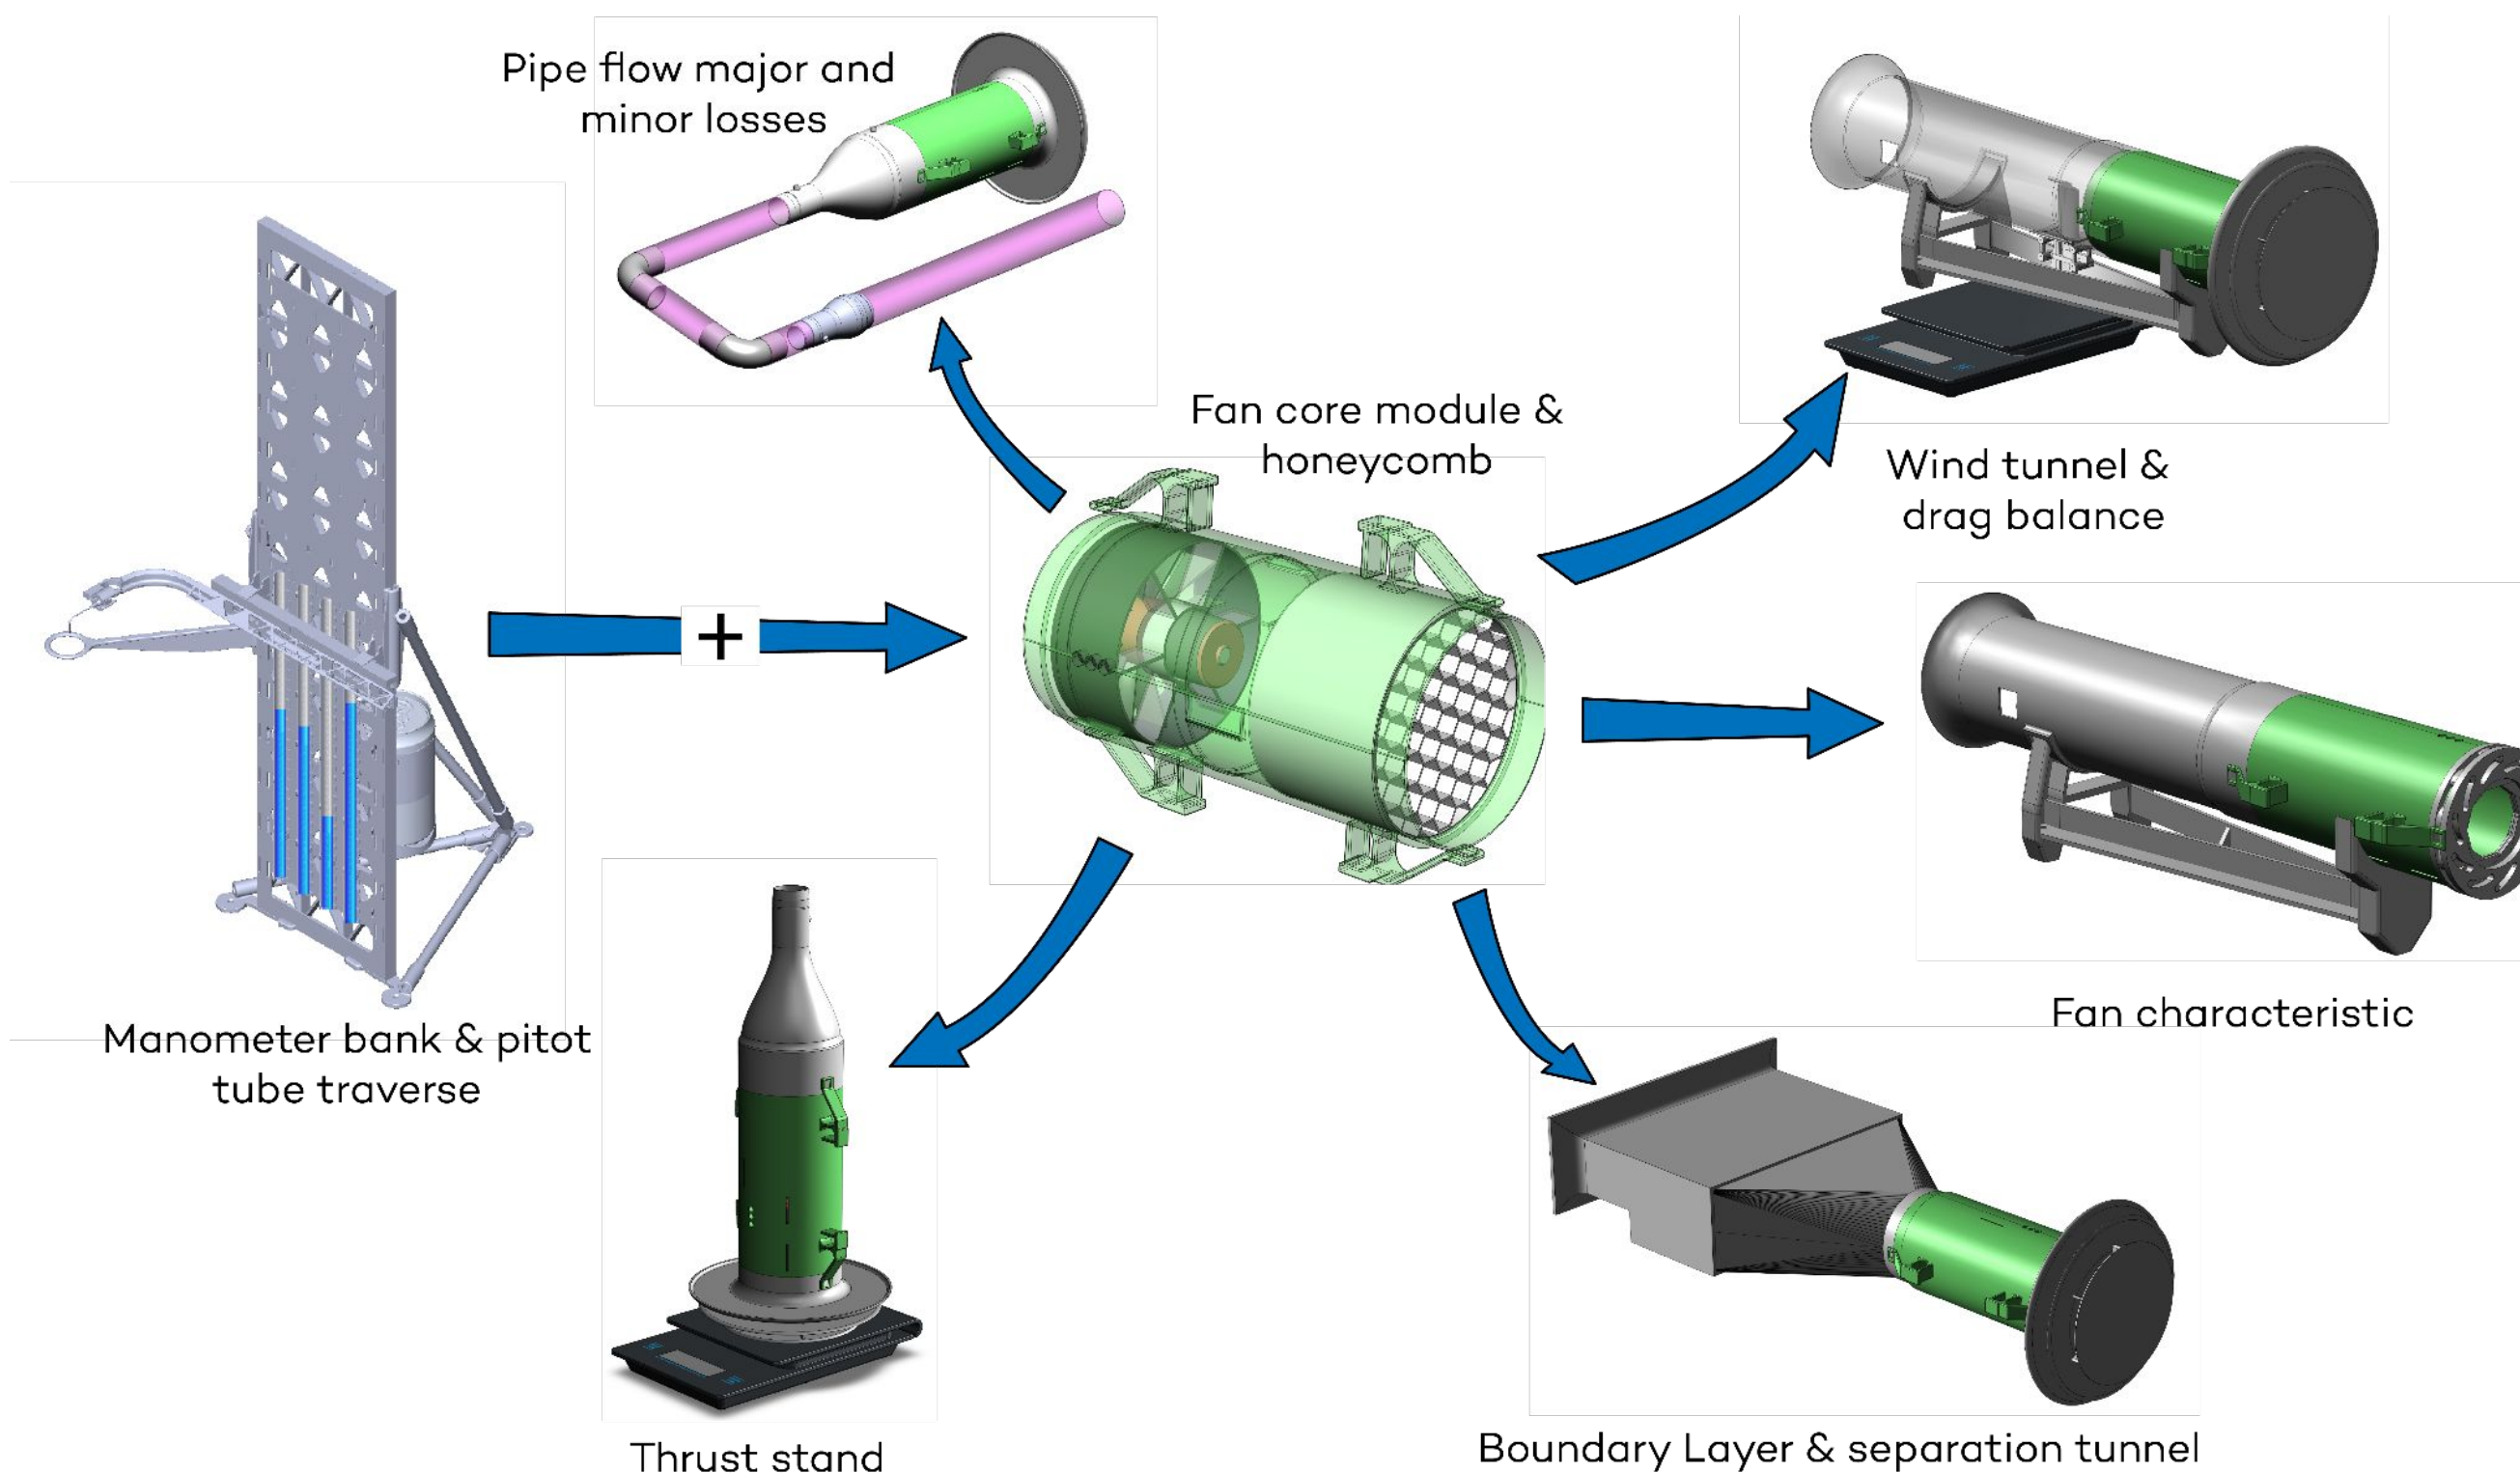 Pipe flow major and
minor losses
Fan core module &
honeycomb
Wind tunnel &
drag balance
+
Manometer bank & pitot
tube traverse
Fan characteristic
Thrust stand
Boundary Layer & separation tunnel